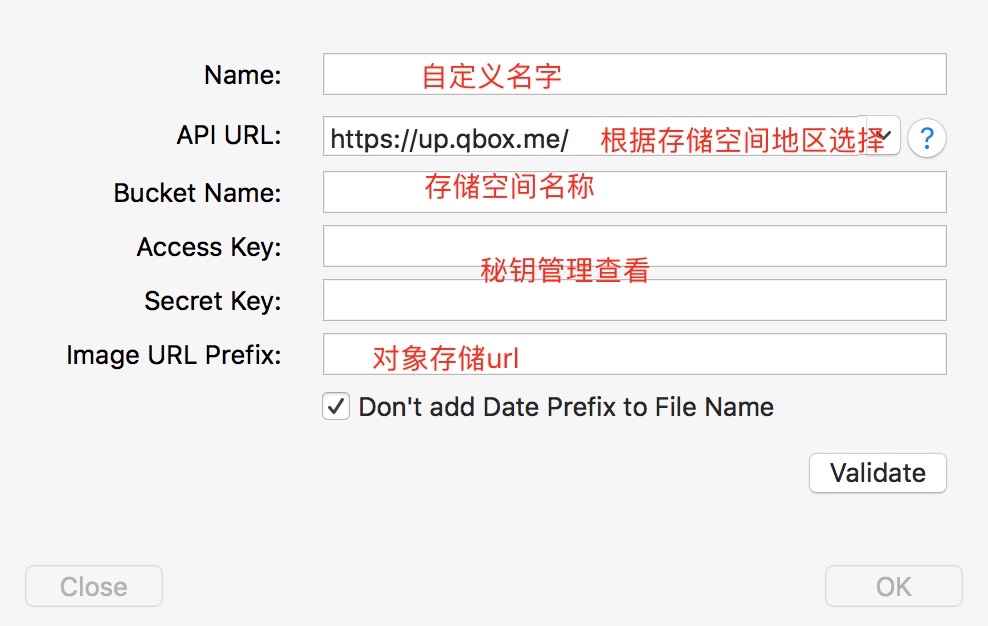 Name: 自定义名字
API URL: https://up.qbox.me/ 根据存储空间地区选择 ?
Bucket Name: 存储空间名称
Access Key:
秘钥管理查看
Secret Key:
Image URL Prefix: 对象存储url
Don't add Date Prefix to File Name
Validate
Close OK